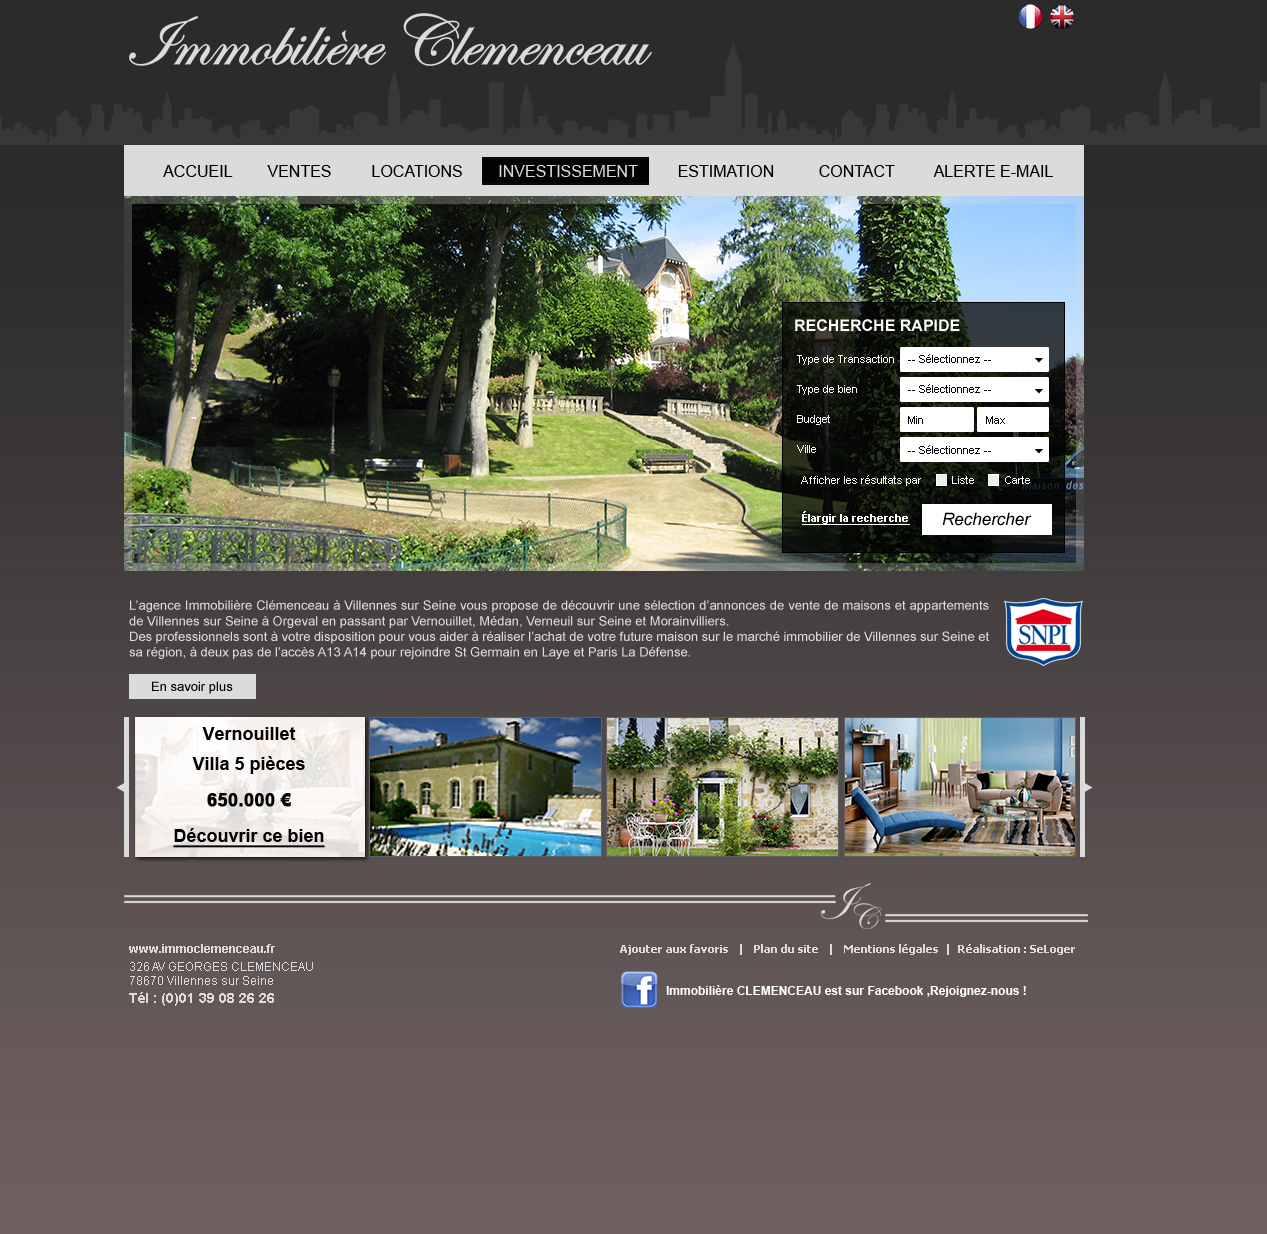 Immobilière Clemenceau
ACCUEIL VENTES LOCATIONS INVESTISSEMENT ESTIMATION CONTACT ALERTE E-MAIL
RECHERCHE RAPIDE
Type de Transaction -- Sélectionnez --
Type de bien -- Sélectionnez --
Budget Min Max
Ville -- Sélectionnez --
Afficher les résultats par Liste Carte
Maison des
Élargir la recherche Rechercher
L'agence Immobilière Clémenceau à Villennes sur Seine vous propose de découvrir une sélection d'annonces de vente de maisons et appartements
de Villennes sur Seine à Orgeval en passant par Vernouillet, Médan, Verneuil sur Seine et Morainvilliers.
Des professionnels sont à votre disposition pour vous aider à réaliser l'achat de votre future maison sur le marché immobilier de Villennes sur Seine et
sa région, à deux pas de l'accès A13 A14 pour rejoindre St Germain en Laye et Paris La Défense.
SNPI
En savoir plus
Vernouillet
Villa 5 pièces
650.000 €
Découvrir ce bien
IC
www.immoclemenceau.fr
326 AV GEORGES CLEMENCEAU
78670 Villennes sur Seine
Tél : (0)01 39 08 26 26
Ajouter aux favoris | Plan du site | Mentions légales | Réalisation : SeLoger
f Immobilière CLEMENCEAU est sur Facebook ,Rejoignez-nous !